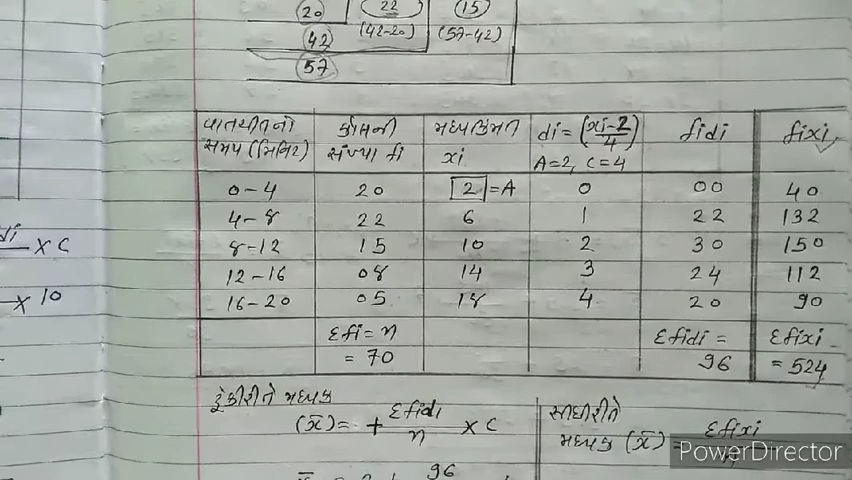 20 22 15
42 (42-20) (57-42)
57
વાતચીતનો સમય (મિનિટ) | કોલની સંખ્યા fi | મધ્યકિંમત xi | di = (xi-2)/4 A=2, C=4 | fidi | fixi
0-4 20 2 =A 0 00 40
4-8 22 6 1 22 132
8-12 15 10 2 30 150
12-16 08 14 3 24 112
16-20 05 18 4 20 90
Σfi = n Σfidi = Σfixi
= 70 96 = 524
× C
× 10
ટૂંકીરીતે મધ્યક
(x̄) = + Σfidi/n × C
સીધીરીતે
મધ્યક (x̄) = Σfixi/n
96
PowerDirector